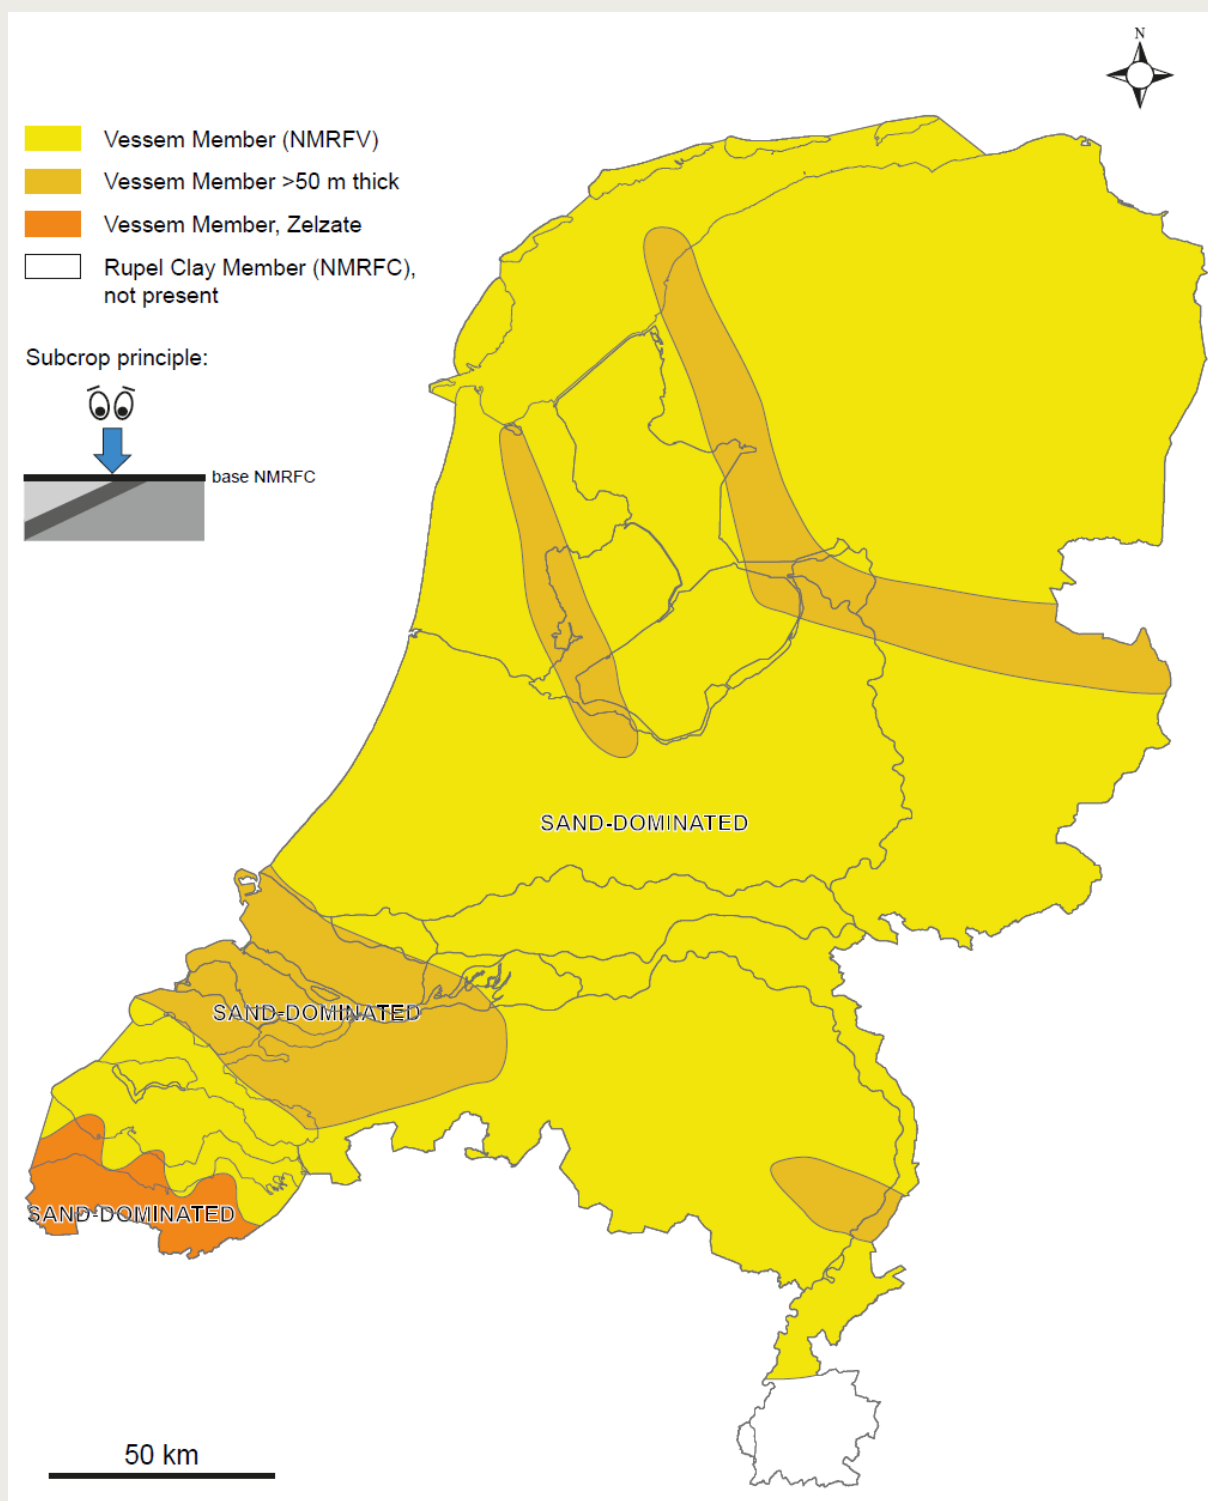 N
Vessem Member (NMRFV)
Vessem Member >50 m thick
Vessem Member, Zelzate
Rupel Clay Member (NMRFC),
not present
Subcrop principle:
base NMRFC
SAND-DOMINATED
SAND-DOMINATED
SAND-DOMINATED
50 km